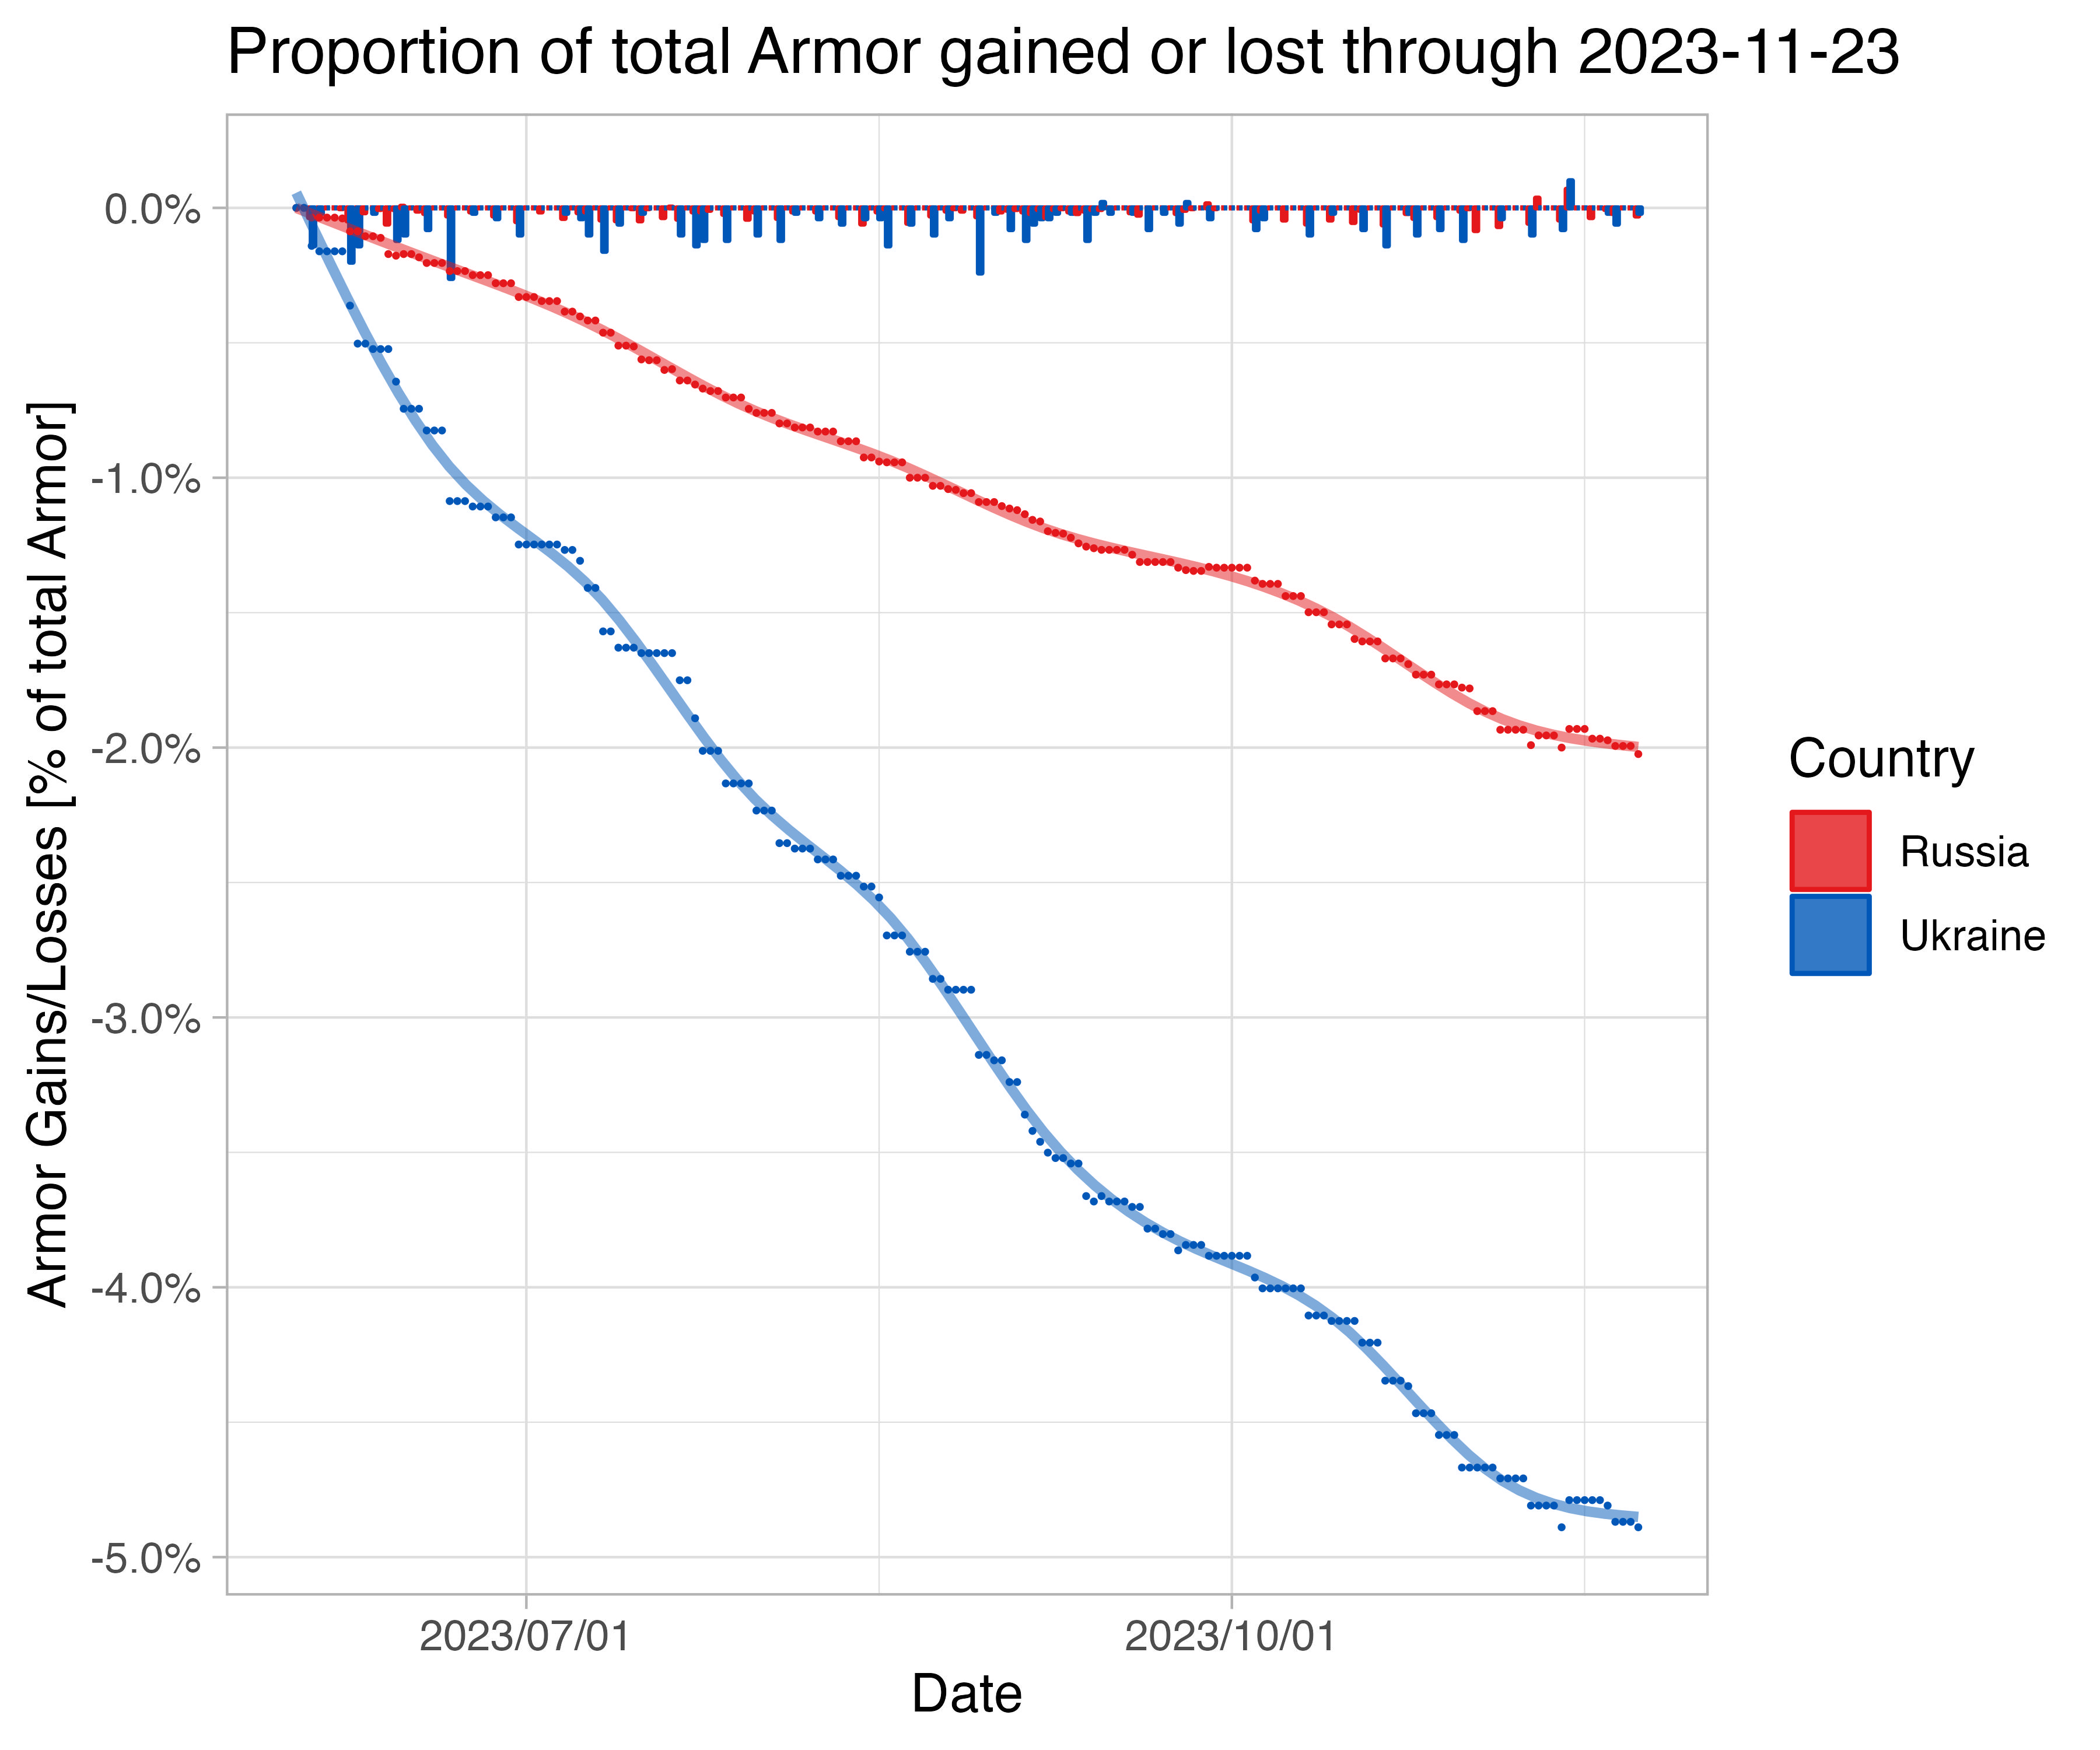 Proportion of total Armor gained or lost through 2023-11-23
Armor Gains/Losses [% of total Armor]
0.0%
-1.0%
-2.0%
-3.0%
-4.0%
-5.0%
2023/07/01
2023/10/01
Date
Country
Russia
Ukraine